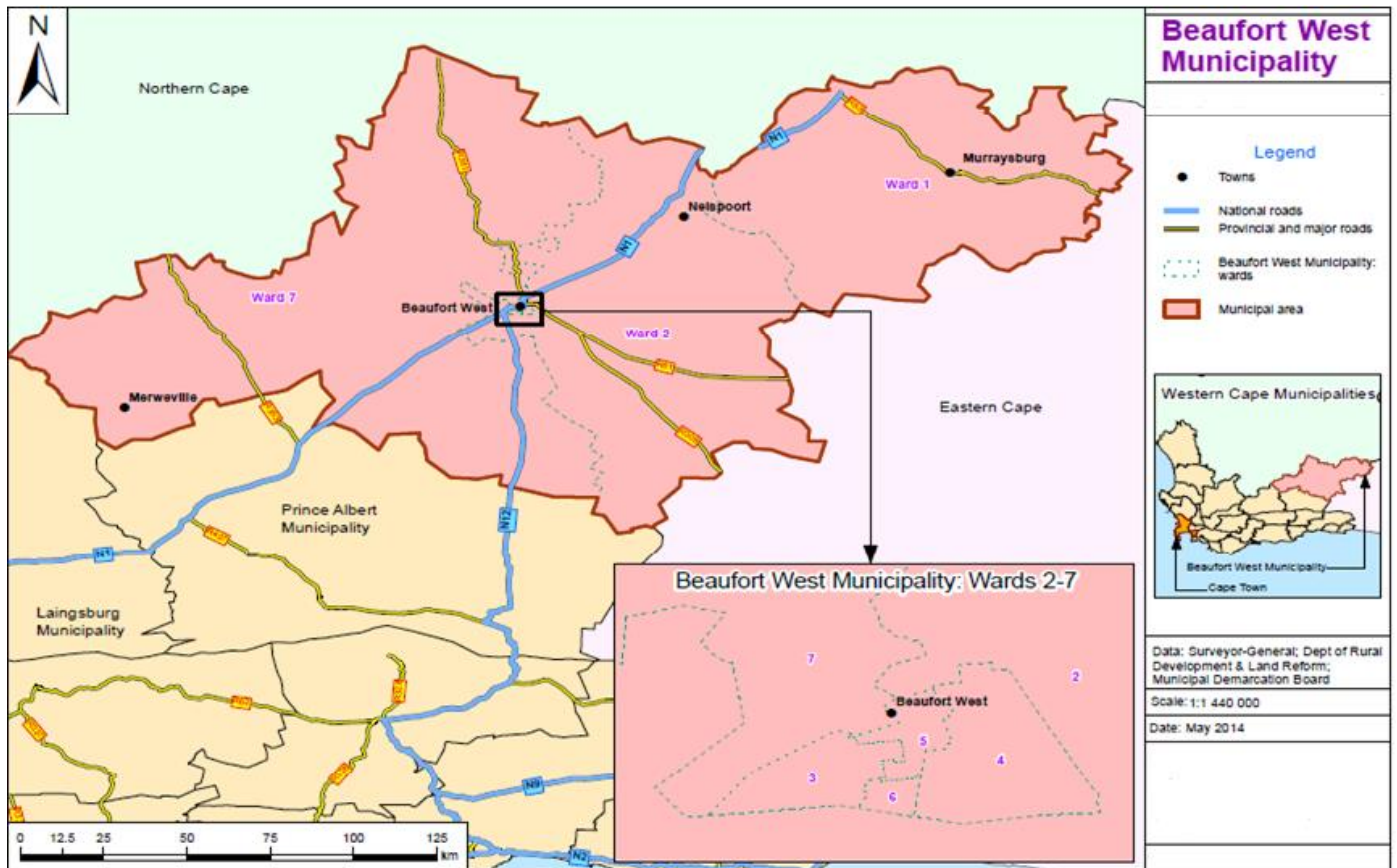 N
Northern Cape
N1
Murraysburg
Ward 1
Nelspoort
N1
Ward 7
Beaufort West
Ward 2
Merweville
Eastern Cape
Prince Albert
Municipality
N12
N1
Laingsburg
Municipality
N9
N2
0 12.5 25 50 75 100 125
km
Beaufort West Municipality: Wards 2-7
7
2
Beaufort West
5
4
3
6
Beaufort West
Municipality
Legend
Towns
National roads
Provincial and major roads
Beaufort West Municipality:
wards
Municipal area
Western Cape Municipalities
Beaufort West Municipality
Cape Town
Data: Surveyor-General; Dept of Rural
Development & Land Reform;
Municipal Demarcation Board
Scale: 1:1 440 000
Date: May 2014